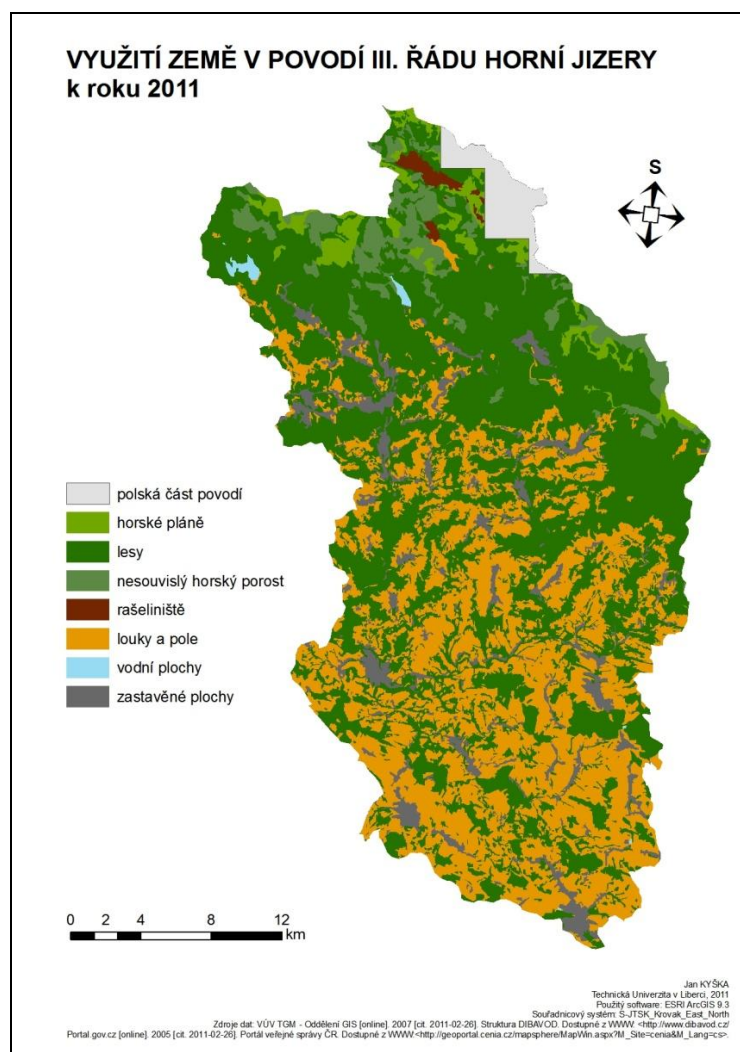 VYUŽITÍ ZEMĚ V POVODÍ III. ŘÁDU HORNÍ JIZERY
k roku 2011
S
polská část povodí
horské pláně
lesy
nesouvislý horský porost
rašeliniště
louky a pole
vodní plochy
zastavěné plochy
0 2 4 8 12
km
Jan KYŠKA
Technická Univerzita v Liberci, 2011
Použitý software: ESRI ArcGIS 9.3
Souřadnicový systém: S-JTSK_Krovak_East_North
Zdroje dat: VÚV TGM - Oddělení GIS [online]. 2007 [cit. 2011-02-26]. Struktura DIBAVOD. Dostupné z WWW: <http://www.dibavod.cz/
Portal.gov.cz [online]. 2005 [cit. 2011-02-26]. Portál veřejné správy ČR. Dostupné z WWW:<http://geoportal.cenia.cz/mapsphere/MapWin.aspx?M_Site=cenia&M_Lang=cs>.